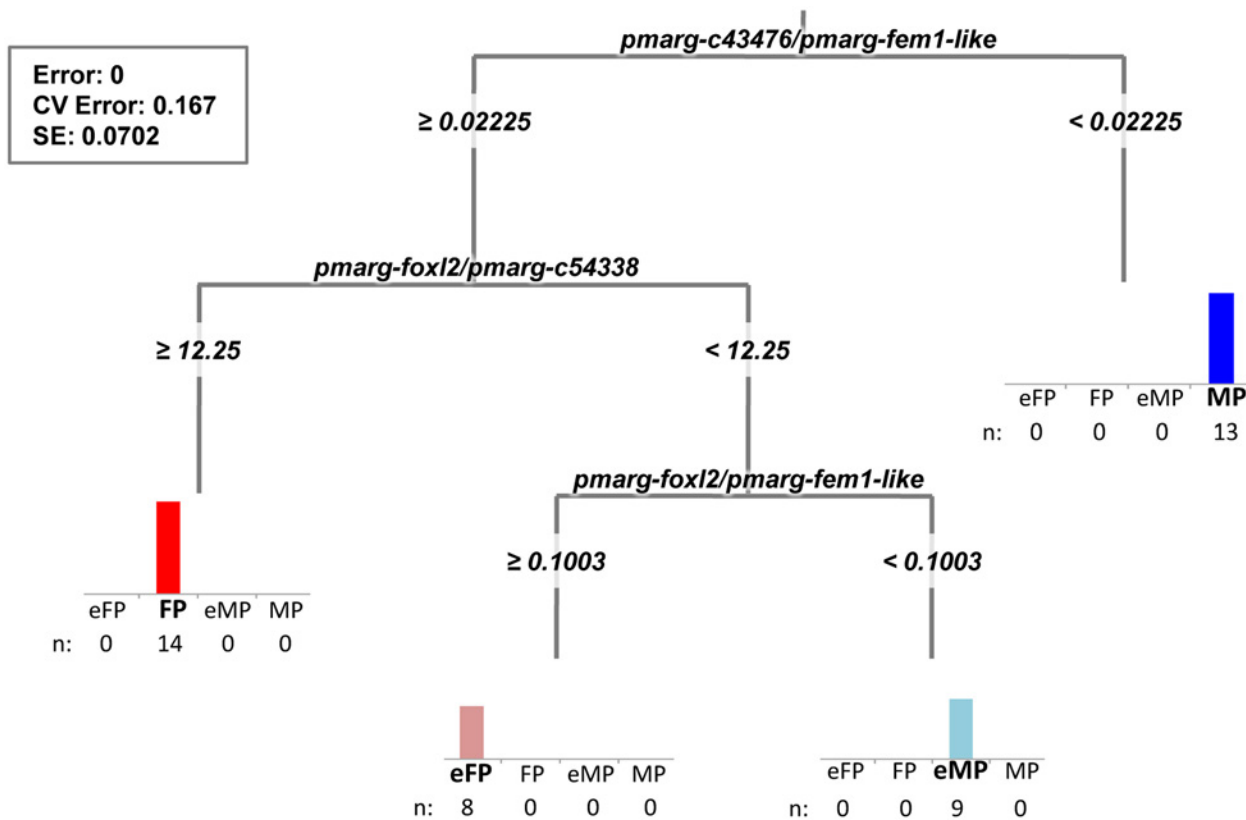 pmarg-c43476/pmarg-fem1-like
Error: 0
CV Error: 0.167
SE: 0.0702
≥ 0.02225
< 0.02225
pmarg-foxl2/pmarg-c54338
≥ 12.25
< 12.25
eFP FP eMP MP
n: 0 0 0 13
pmarg-foxl2/pmarg-fem1-like
≥ 0.1003
< 0.1003
eFP FP eMP MP
n: 0 14 0 0
eFP FP eMP MP
n: 8 0 0 0
eFP FP eMP MP
n: 0 0 9 0